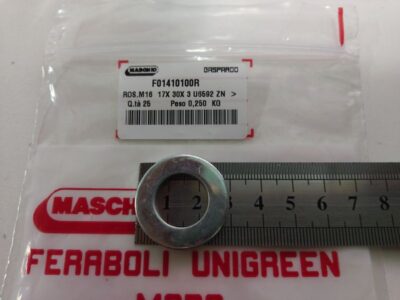 MASCHIO GASPARDO
F01410100R
ROS.M16 17X 30X 3 U6592 ZN >
Q.tà 25 Peso 0,250 KG
1 2 3 4 5 6 7 8
MASCHIO
FERABOLI UNIGREEN